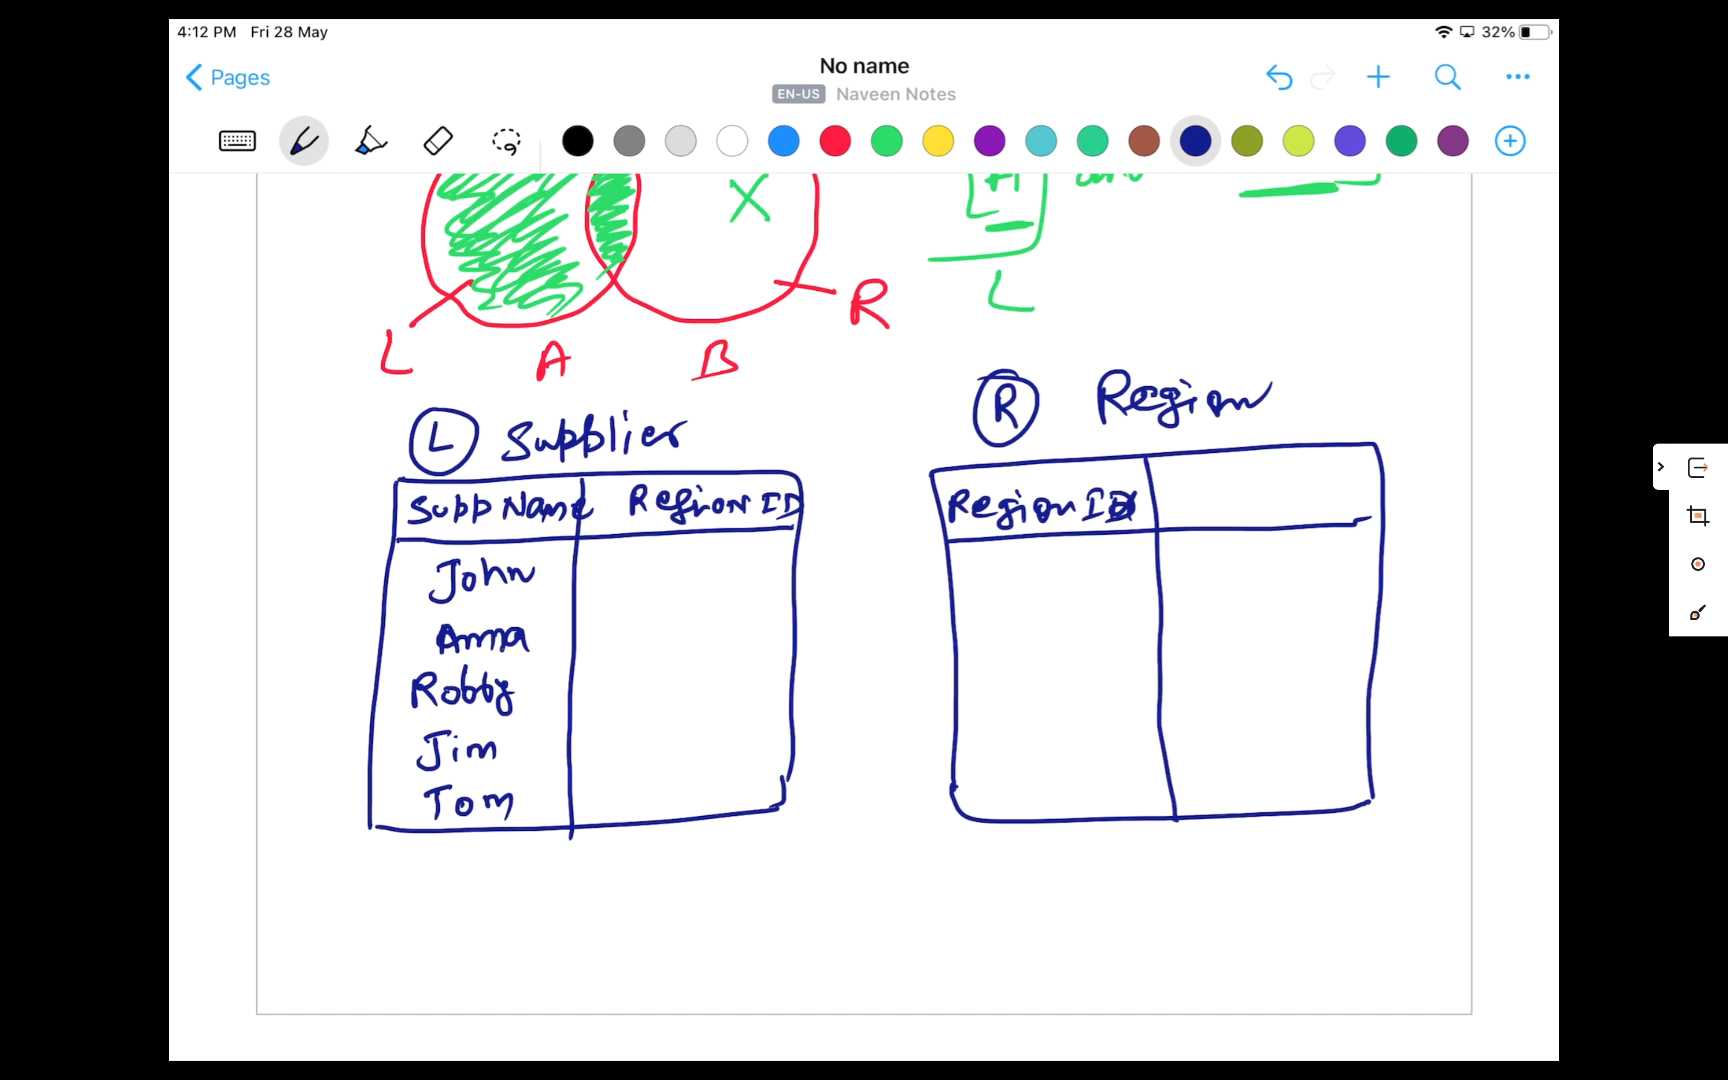 4:12 PM Fri 28 May
32%
Pages
No name
EN-US Naveen Notes
X
L
R
L
A
B
L Supplier
R Region
Supp Name Region ID
Region ID
John
Anna
Robby
Jim
Tom